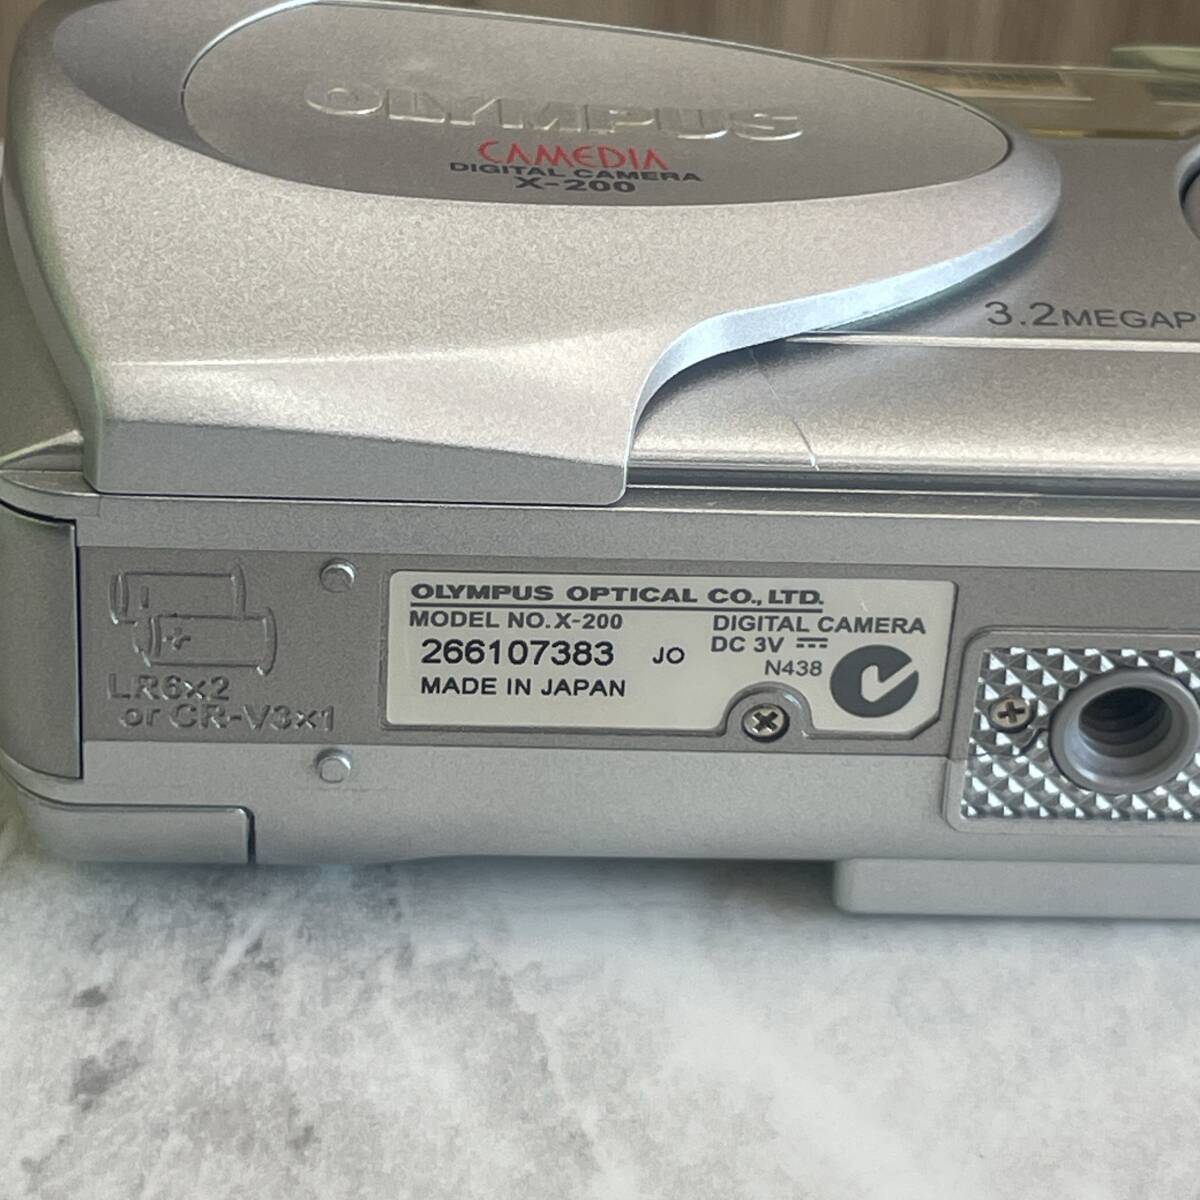 OLYMPUS
CAMEDIA
DIGITAL CAMERA
X-200
3.2MEGAP
OLYMPUS OPTICAL CO., LTD.
MODEL NO. X-200
DIGITAL CAMERA
DC 3V
266107383 JO
N438
MADE IN JAPAN
LR6x2
or CR-V3x1